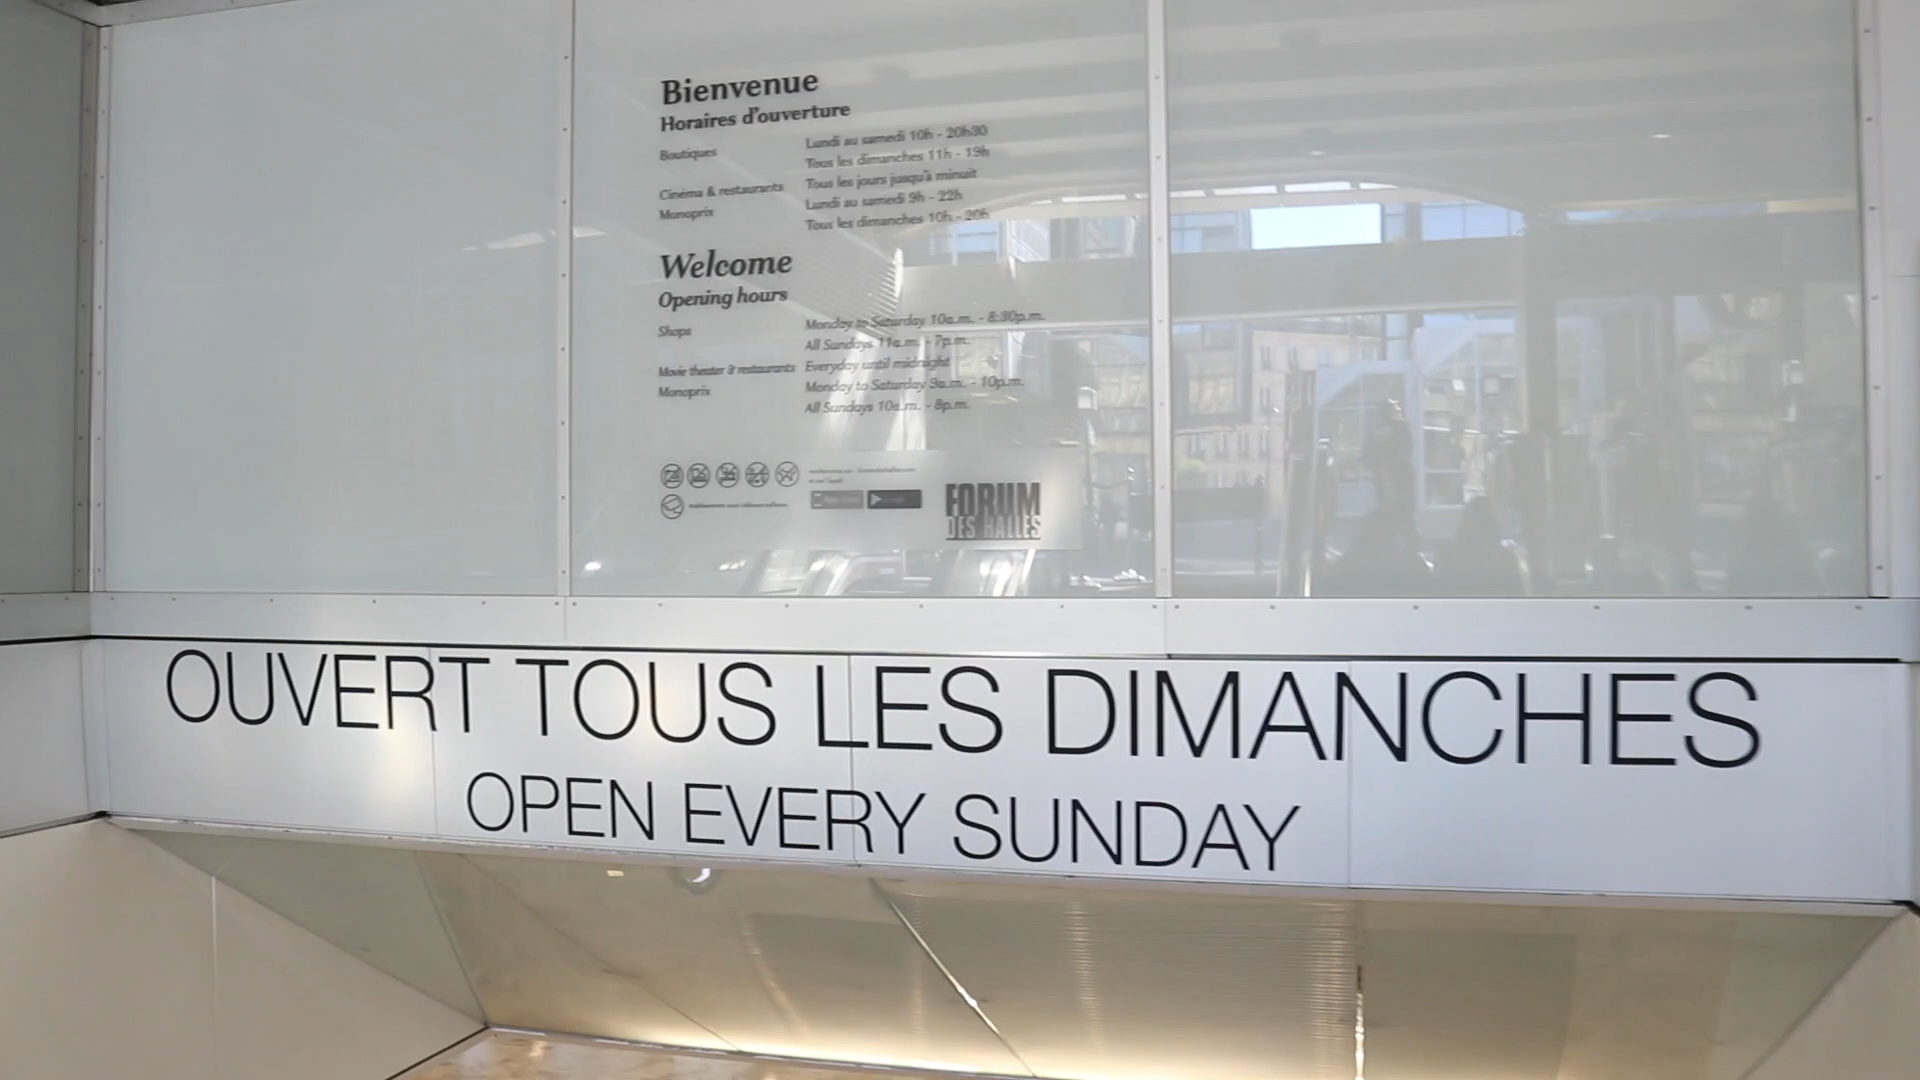 Bienvenue
Horaires d'ouverture
Boutiques Lundi au samedi 10h - 20h30
Tous les dimanches 11h - 19h
Cinéma & restaurants Tous les jours jusqu'à minuit
Monoprix Lundi au samedi 9h - 22h
Tous les dimanches 10h - 20h
Welcome
Opening hours
Shops Monday to Saturday 10a.m. - 8:30p.m.
All Sundays 11a.m. - 7p.m.
Movie theater & restaurants Everyday until midnight
Monoprix Monday to Saturday 9a.m. - 10p.m.
All Sundays 10a.m. - 8p.m.
FORUM
DES HALLES
OUVERT TOUS LES DIMANCHES
OPEN EVERY SUNDAY